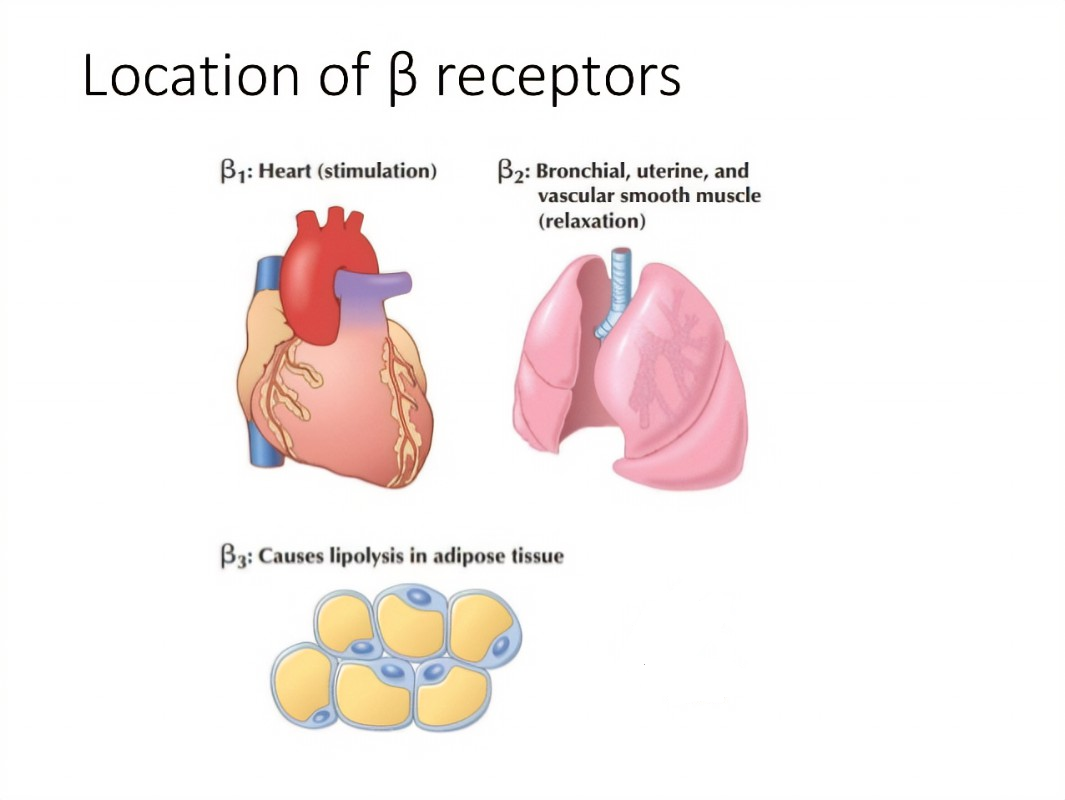 Location of β receptors
β1: Heart (stimulation)
β2: Bronchial, uterine, and
vascular smooth muscle
(relaxation)
β3: Causes lipolysis in adipose tissue